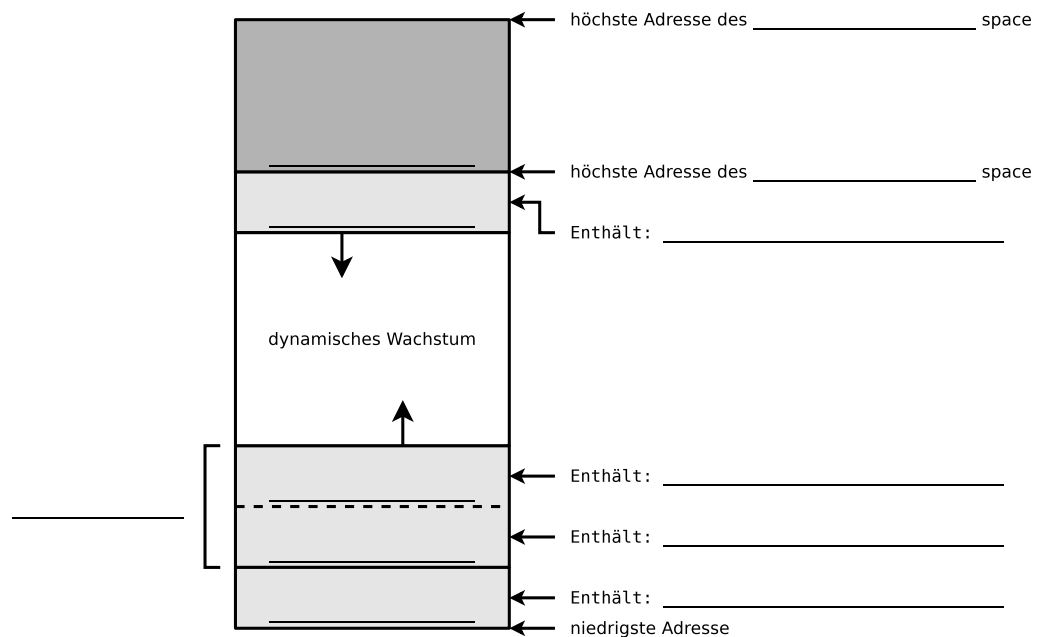 höchste Adresse des space
höchste Adresse des space
Enthält:
dynamisches Wachstum
Enthält:
Enthält:
Enthält:
niedrigste Adresse